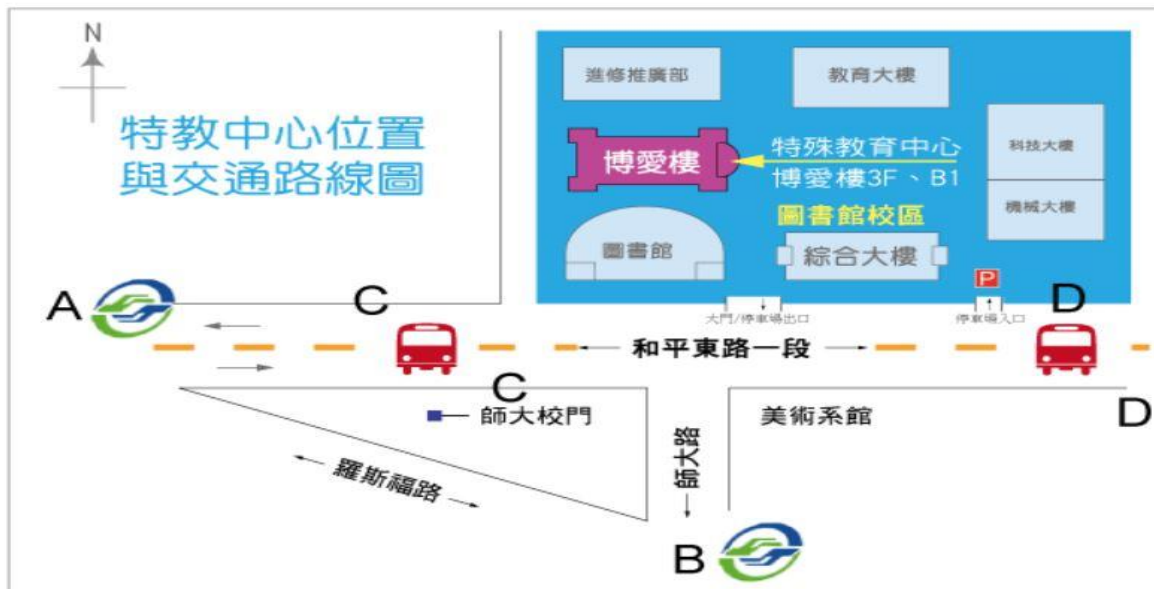 N
特教中心位置
與交通路線圖
進修推廣部
教育大樓
博愛樓
特殊教育中心
博愛樓3F、B1
科技大樓
機械大樓
圖書館校區
圖書館
綜合大樓
P
A
C
D
大門/停車場出口
停車場入口
和平東路一段
C
師大校門
美術系館
D
師大路
羅斯福路
B